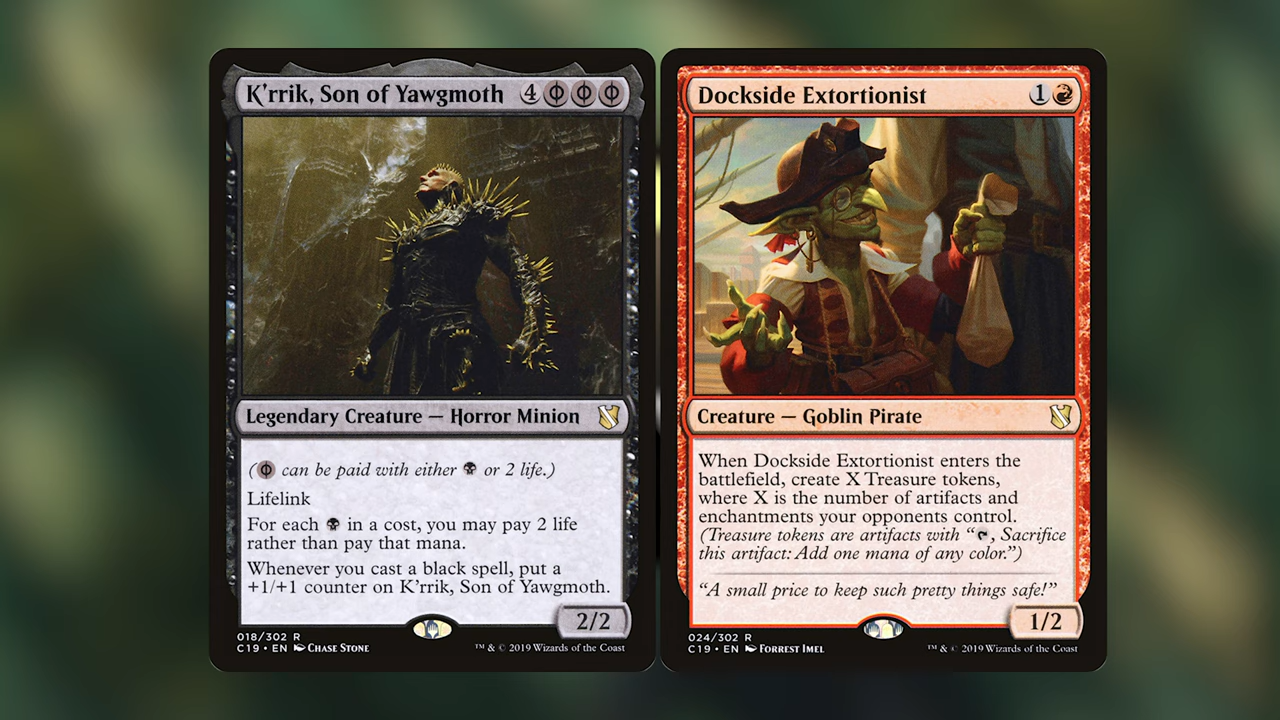 K'rrik, Son of Yawgmoth 4
Legendary Creature — Horror Minion
( can be paid with either or 2 life.)
Lifelink
For each in a cost, you may pay 2 life
rather than pay that mana.
Whenever you cast a black spell, put a
+1/+1 counter on K'rrik, Son of Yawgmoth.
2/2
018/302 R
C19 • EN CHASE STONE
™ & © 2019 Wizards of the Coast
Dockside Extortionist 1
Creature — Goblin Pirate
When Dockside Extortionist enters the
battlefield, create X Treasure tokens,
where X is the number of artifacts and
enchantments your opponents control.
(Treasure tokens are artifacts with “ , Sacrifice
this artifact: Add one mana of any color.”)
“A small price to keep such pretty things safe!”
1/2
024/302 R
C19 • EN FORREST IMEL
™ & © 2019 Wizards of the Coast